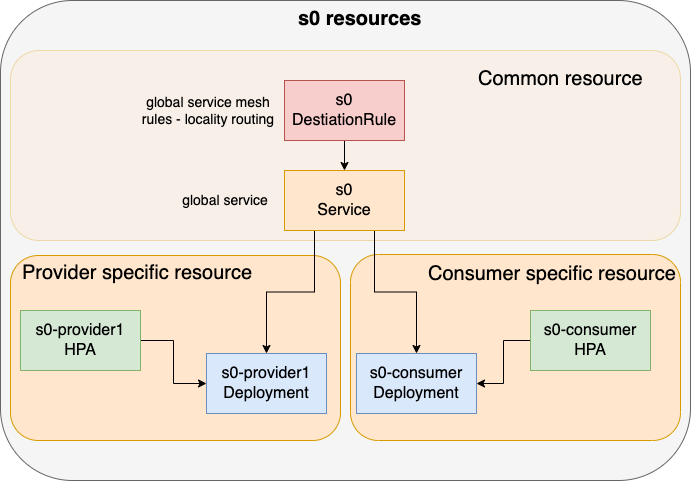 s0 resources
Common resource
global service mesh
rules - locality routing
s0
DestiationRule
global service
s0
Service
Provider specific resource
Consumer specific resource
s0-provider1
HPA
s0-consumer
HPA
s0-provider1
Deployment
s0-consumer
Deployment